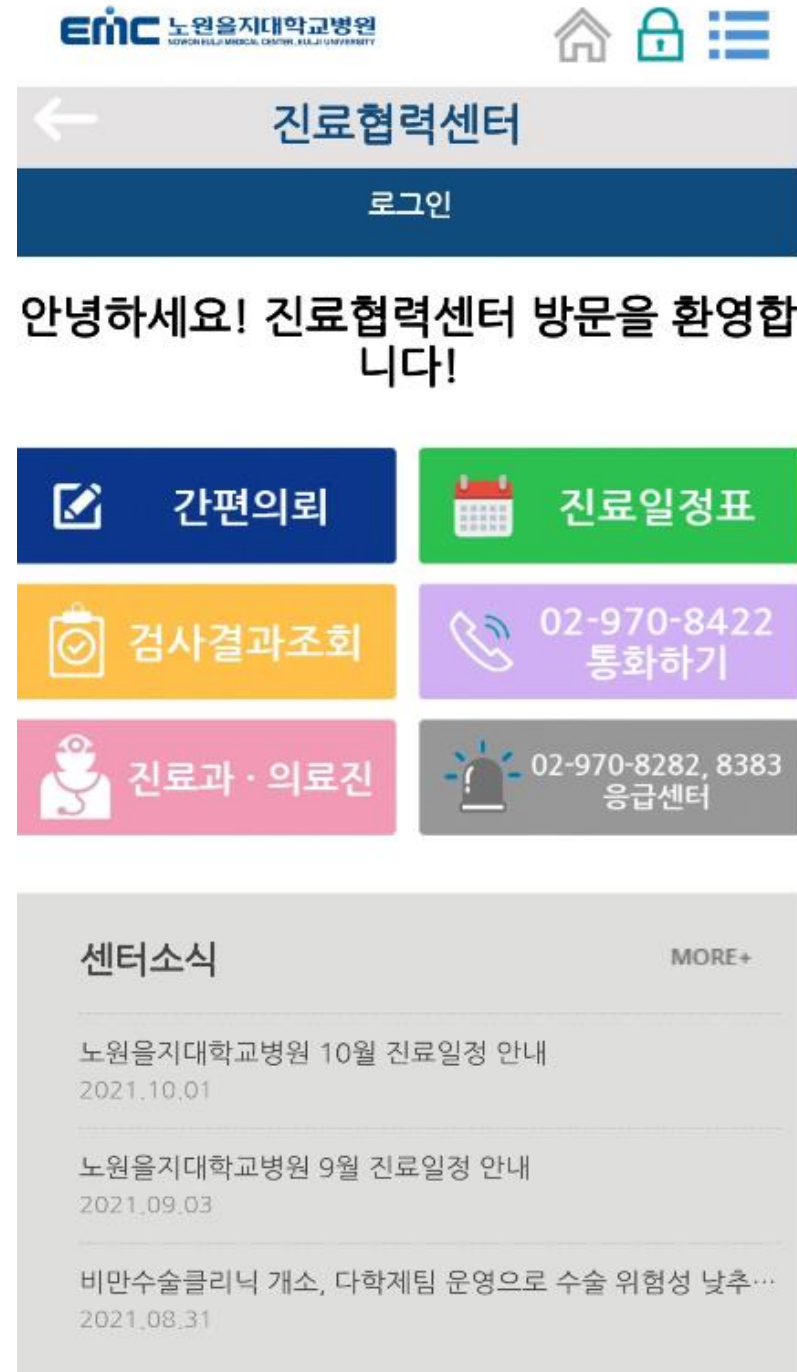 EMC 노원을지대학교병원
NOWON EULJI MEDICAL CENTER, EULJI UNIVERSITY
진료협력센터
로그인
안녕하세요! 진료협력센터 방문을 환영합
니다!
간편의뢰
진료일정표
검사결과조회
02-970-8422
통화하기
진료과 · 의료진
02-970-8282, 8383
응급센터
센터소식
MORE+
노원을지대학교병원 10월 진료일정 안내
2021.10.01
노원을지대학교병원 9월 진료일정 안내
2021.09.03
비만수술클리닉 개소, 다학제팀 운영으로 수술 위험성 낮추…
2021.08.31